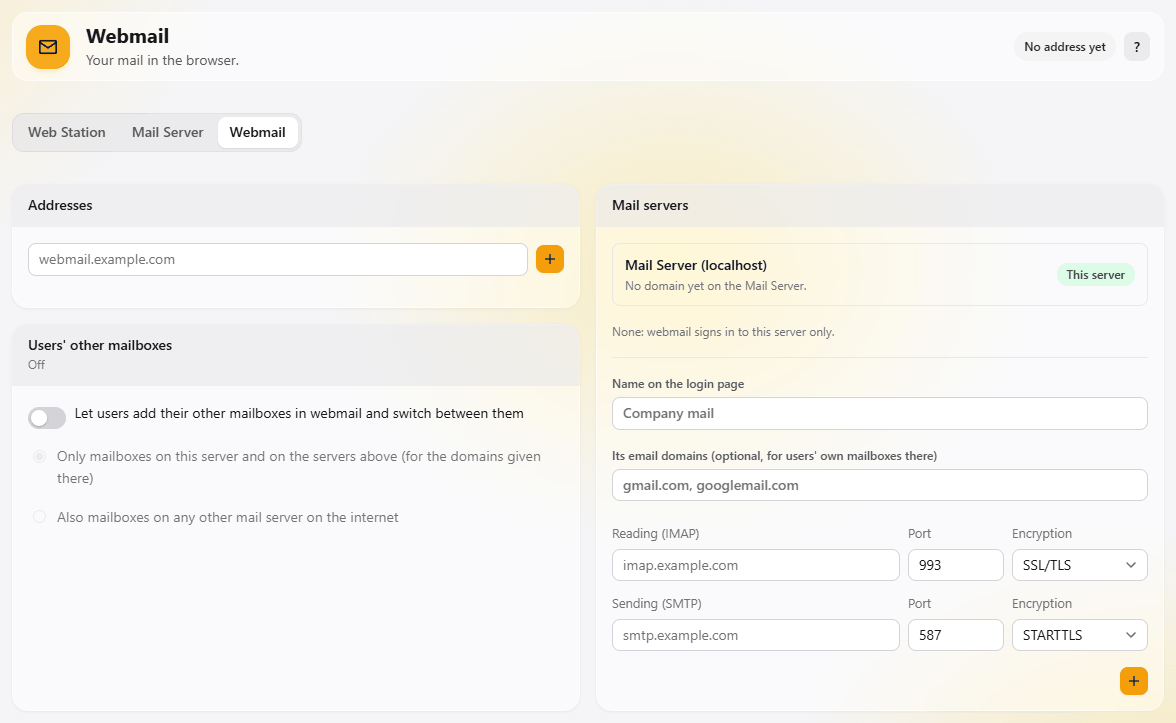 Webmail
Your mail in the browser.
No address yet
?
Web Station
Mail Server
Webmail
Addresses
webmail.example.com
+
Users' other mailboxes
Off
Let users add their other mailboxes in webmail and switch between them
Only mailboxes on this server and on the servers above (for the domains given
there)
Also mailboxes on any other mail server on the internet
Mail servers
Mail Server (localhost)
No domain yet on the Mail Server.
This server
None: webmail signs in to this server only.
Name on the login page
Company mail
Its email domains (optional, for users' own mailboxes there)
gmail.com, googlemail.com
Reading (IMAP) Port Encryption
imap.example.com 993 SSL/TLS
Sending (SMTP) Port Encryption
smtp.example.com 587 STARTTLS
+